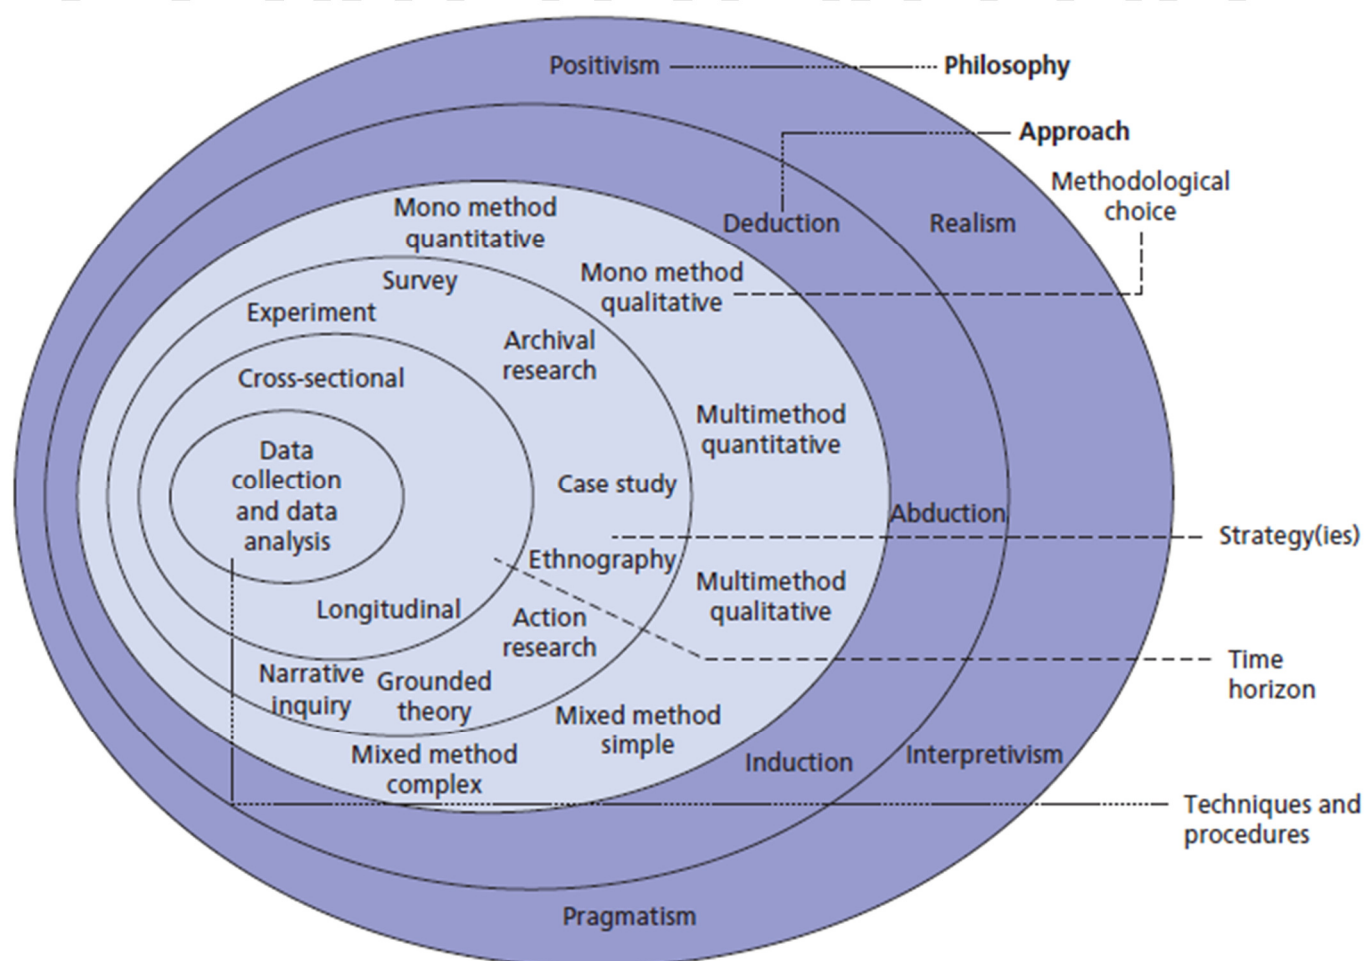 Positivism
Philosophy
Approach
Methodological
choice
Mono method
quantitative
Deduction
Realism
Survey
Mono method
qualitative
Experiment
Archival
research
Cross-sectional
Multimethod
quantitative
Data
collection
and data
analysis
Case study
Abduction
Strategy(ies)
Ethnography
Multimethod
qualitative
Longitudinal
Action
research
Time
horizon
Narrative
inquiry
Grounded
theory
Mixed method
simple
Mixed method
complex
Induction
Interpretivism
Techniques and
procedures
Pragmatism